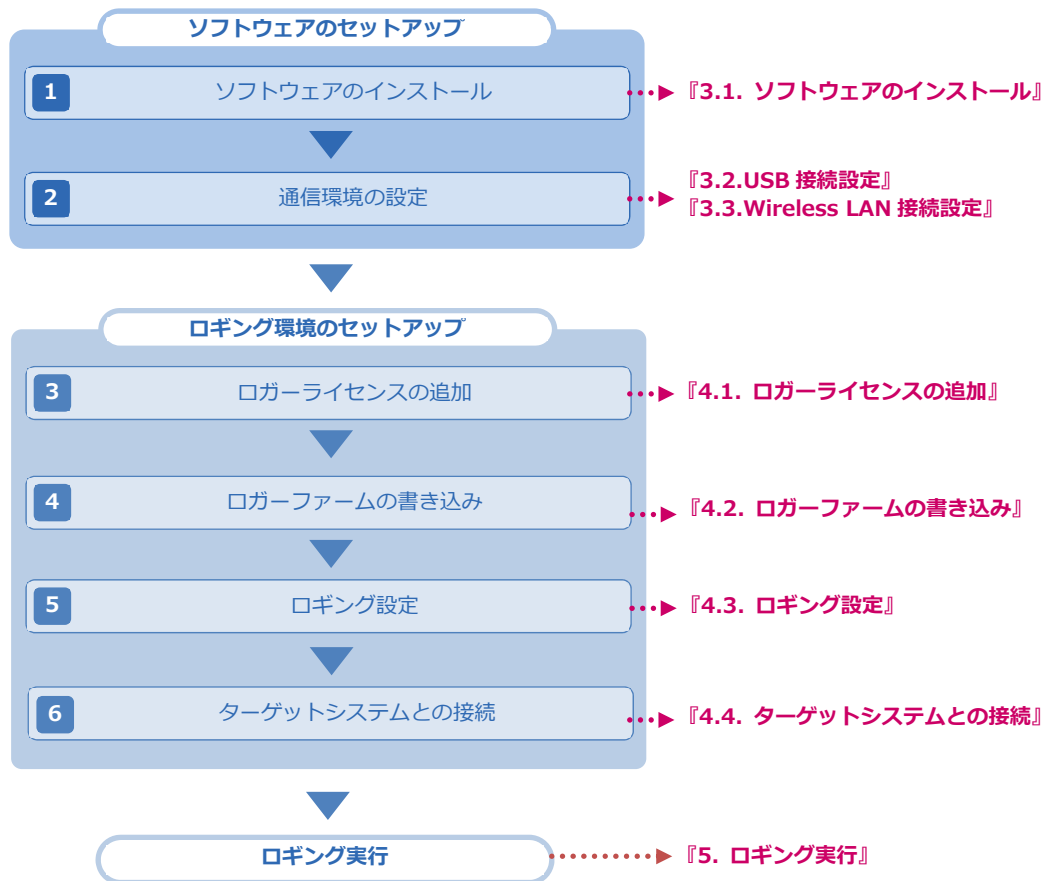 ソフトウェアのセットアップ
1 ソフトウェアのインストール 『3.1. ソフトウェアのインストール』
2 通信環境の設定 『3.2.USB 接続設定』
『3.3.Wireless LAN 接続設定』
ロギング環境のセットアップ
3 ロガーライセンスの追加 『4.1. ロガーライセンスの追加』
4 ロガーファームの書き込み 『4.2. ロガーファームの書き込み』
5 ロギング設定 『4.3. ロギング設定』
6 ターゲットシステムとの接続 『4.4. ターゲットシステムとの接続』
ロギング実行 『5. ロギング実行』